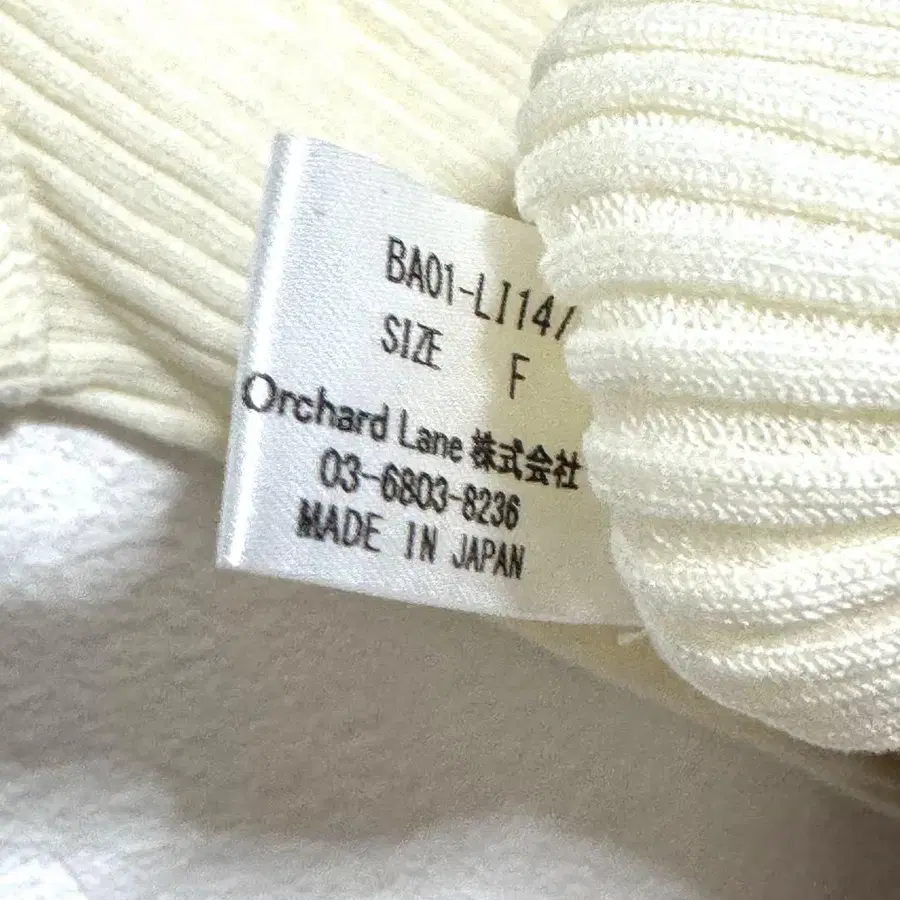 BA01-LI14/
SIZE F
Orchard Lane 株式会社
03-6803-8236
MADE IN JAPAN